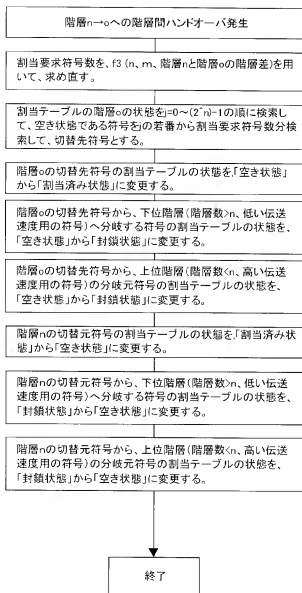 階層n→oへの階層間ハンドオーバ発生
割当要求符号数を、f3 (n、m、階層nと階層oの階層差)を用
いて、求め直す。
割当テーブルの階層oの状態をj=0~(2^n)-1の順に検索し
て、空き状態である符号をjの若番から割当要求符号数分検
索して、切替先符号とする。
階層oの切替先符号の割当テーブルの状態を、「空き状態」
から「割当済み状態」に変更する。
階層oの切替先符号から、下位階層(階層数>n、低い伝送
速度用の符号)へ分岐する符号の割当テーブルの状態を、
「空き状態」から「封鎖状態」に変更する。
階層oの切替先符号から、上位階層(階層数<n、高い伝送
速度用の符号)の分岐元符号の割当テーブルの状態を、
「空き状態」から「封鎖状態」に変更する。
階層nの切替元符号の割当テーブルの状態を、「割当済み状
態」から「空き状態」に変更する。
階層nの切替元符号から、下位階層(階層数>n、低い伝送
速度用の符号)へ分岐する符号の割当テーブルの状態を、
「封鎖状態」から「空き状態」に変更する。
階層nの切替元符号から、上位階層(階層数<n、高い伝送
速度用の符号)の分岐元符号の割当テーブルの状態を、
「封鎖状態」から「空き状態」に変更する。
終了